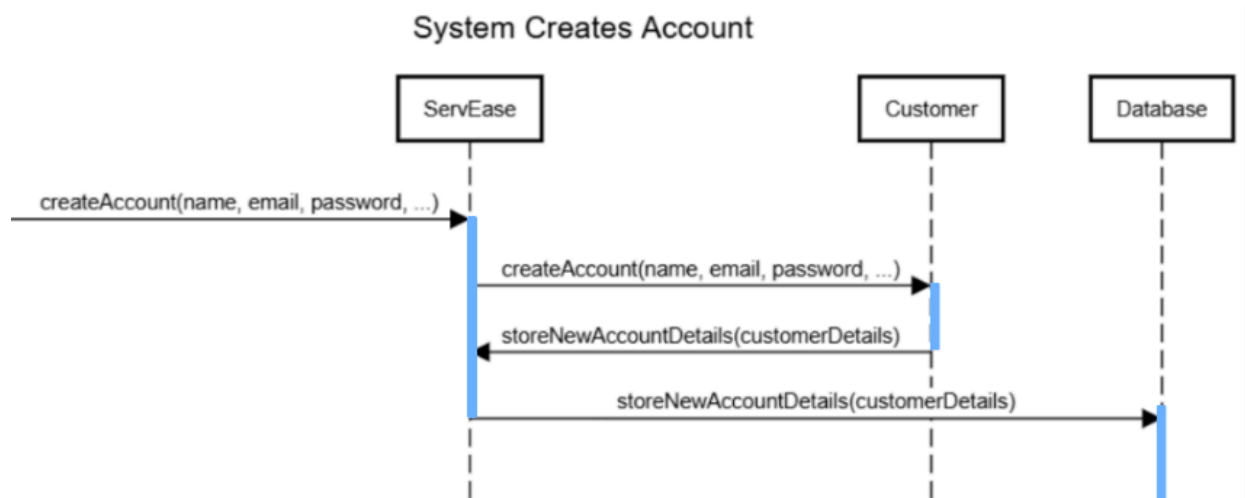 System Creates Account
ServEase
Customer
Database
createAccount(name, email, password, ...)
createAccount(name, email, password, ...)
storeNewAccountDetails(customerDetails)
storeNewAccountDetails(customerDetails)